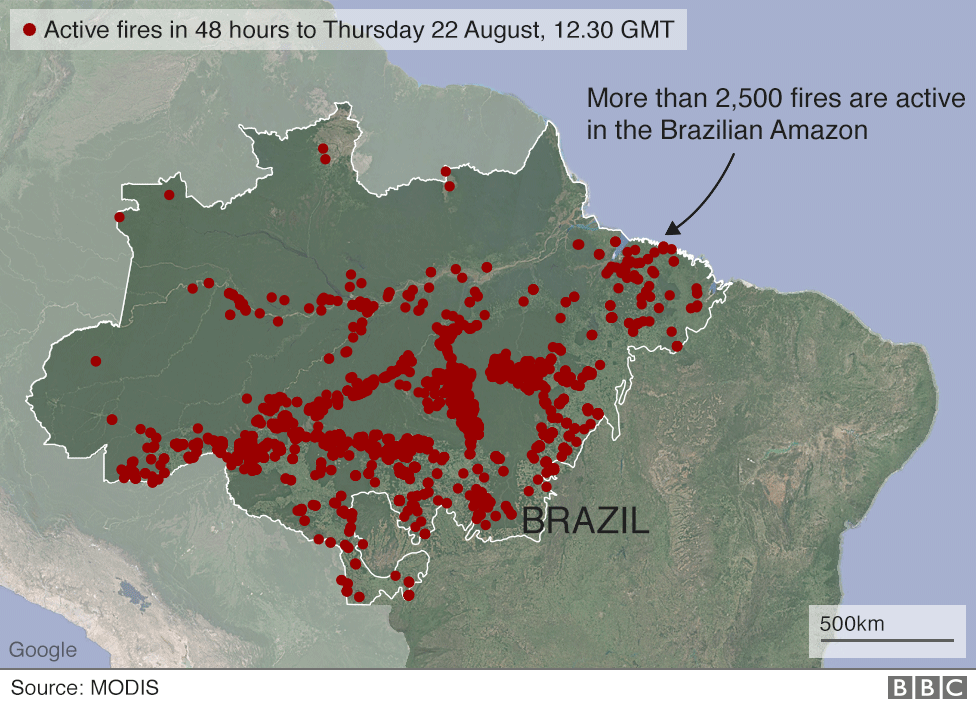 Active fires in 48 hours to Thursday 22 August, 12.30 GMT
More than 2,500 fires are active
in the Brazilian Amazon
BRAZIL
500km
Google
Source: MODIS
BBC